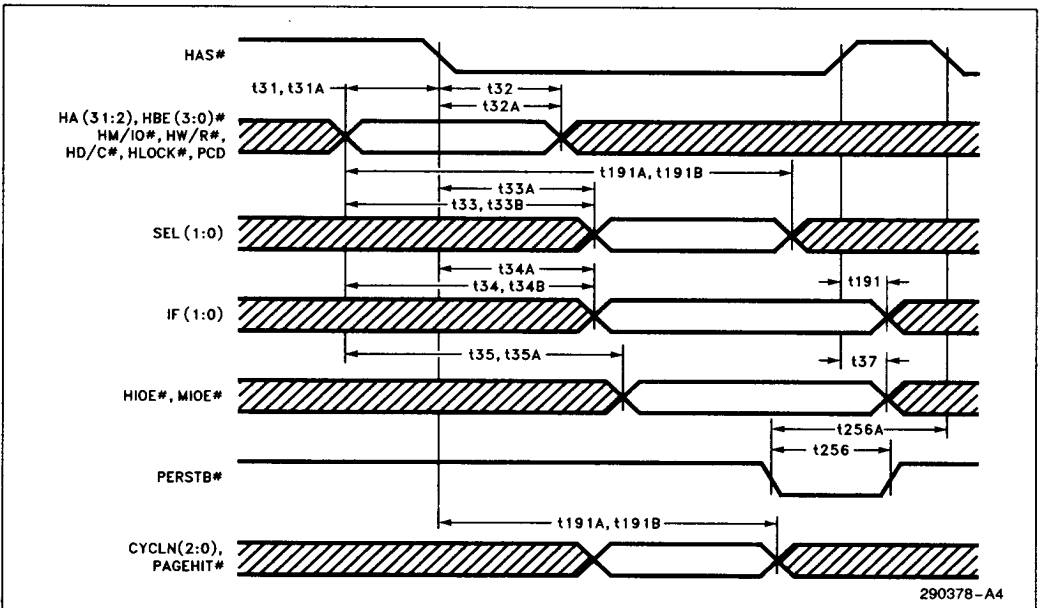 HAS#
t31, t31A
t32
t32A
HA (31:2), HBE (3:0)#
HM/IO#, HW/R#,
HD/C#, HLOCK#, PCD
t191A, t191B
t33A
t33, t33B
SEL (1:0)
t34A
t34, t34B
t191
IF (1:0)
t35, t35A
t37
HIOE#, MIOE#
t256A
t256
PERSTB#
t191A, t191B
CYCLN(2:0),
PAGEHIT#
290378-A4